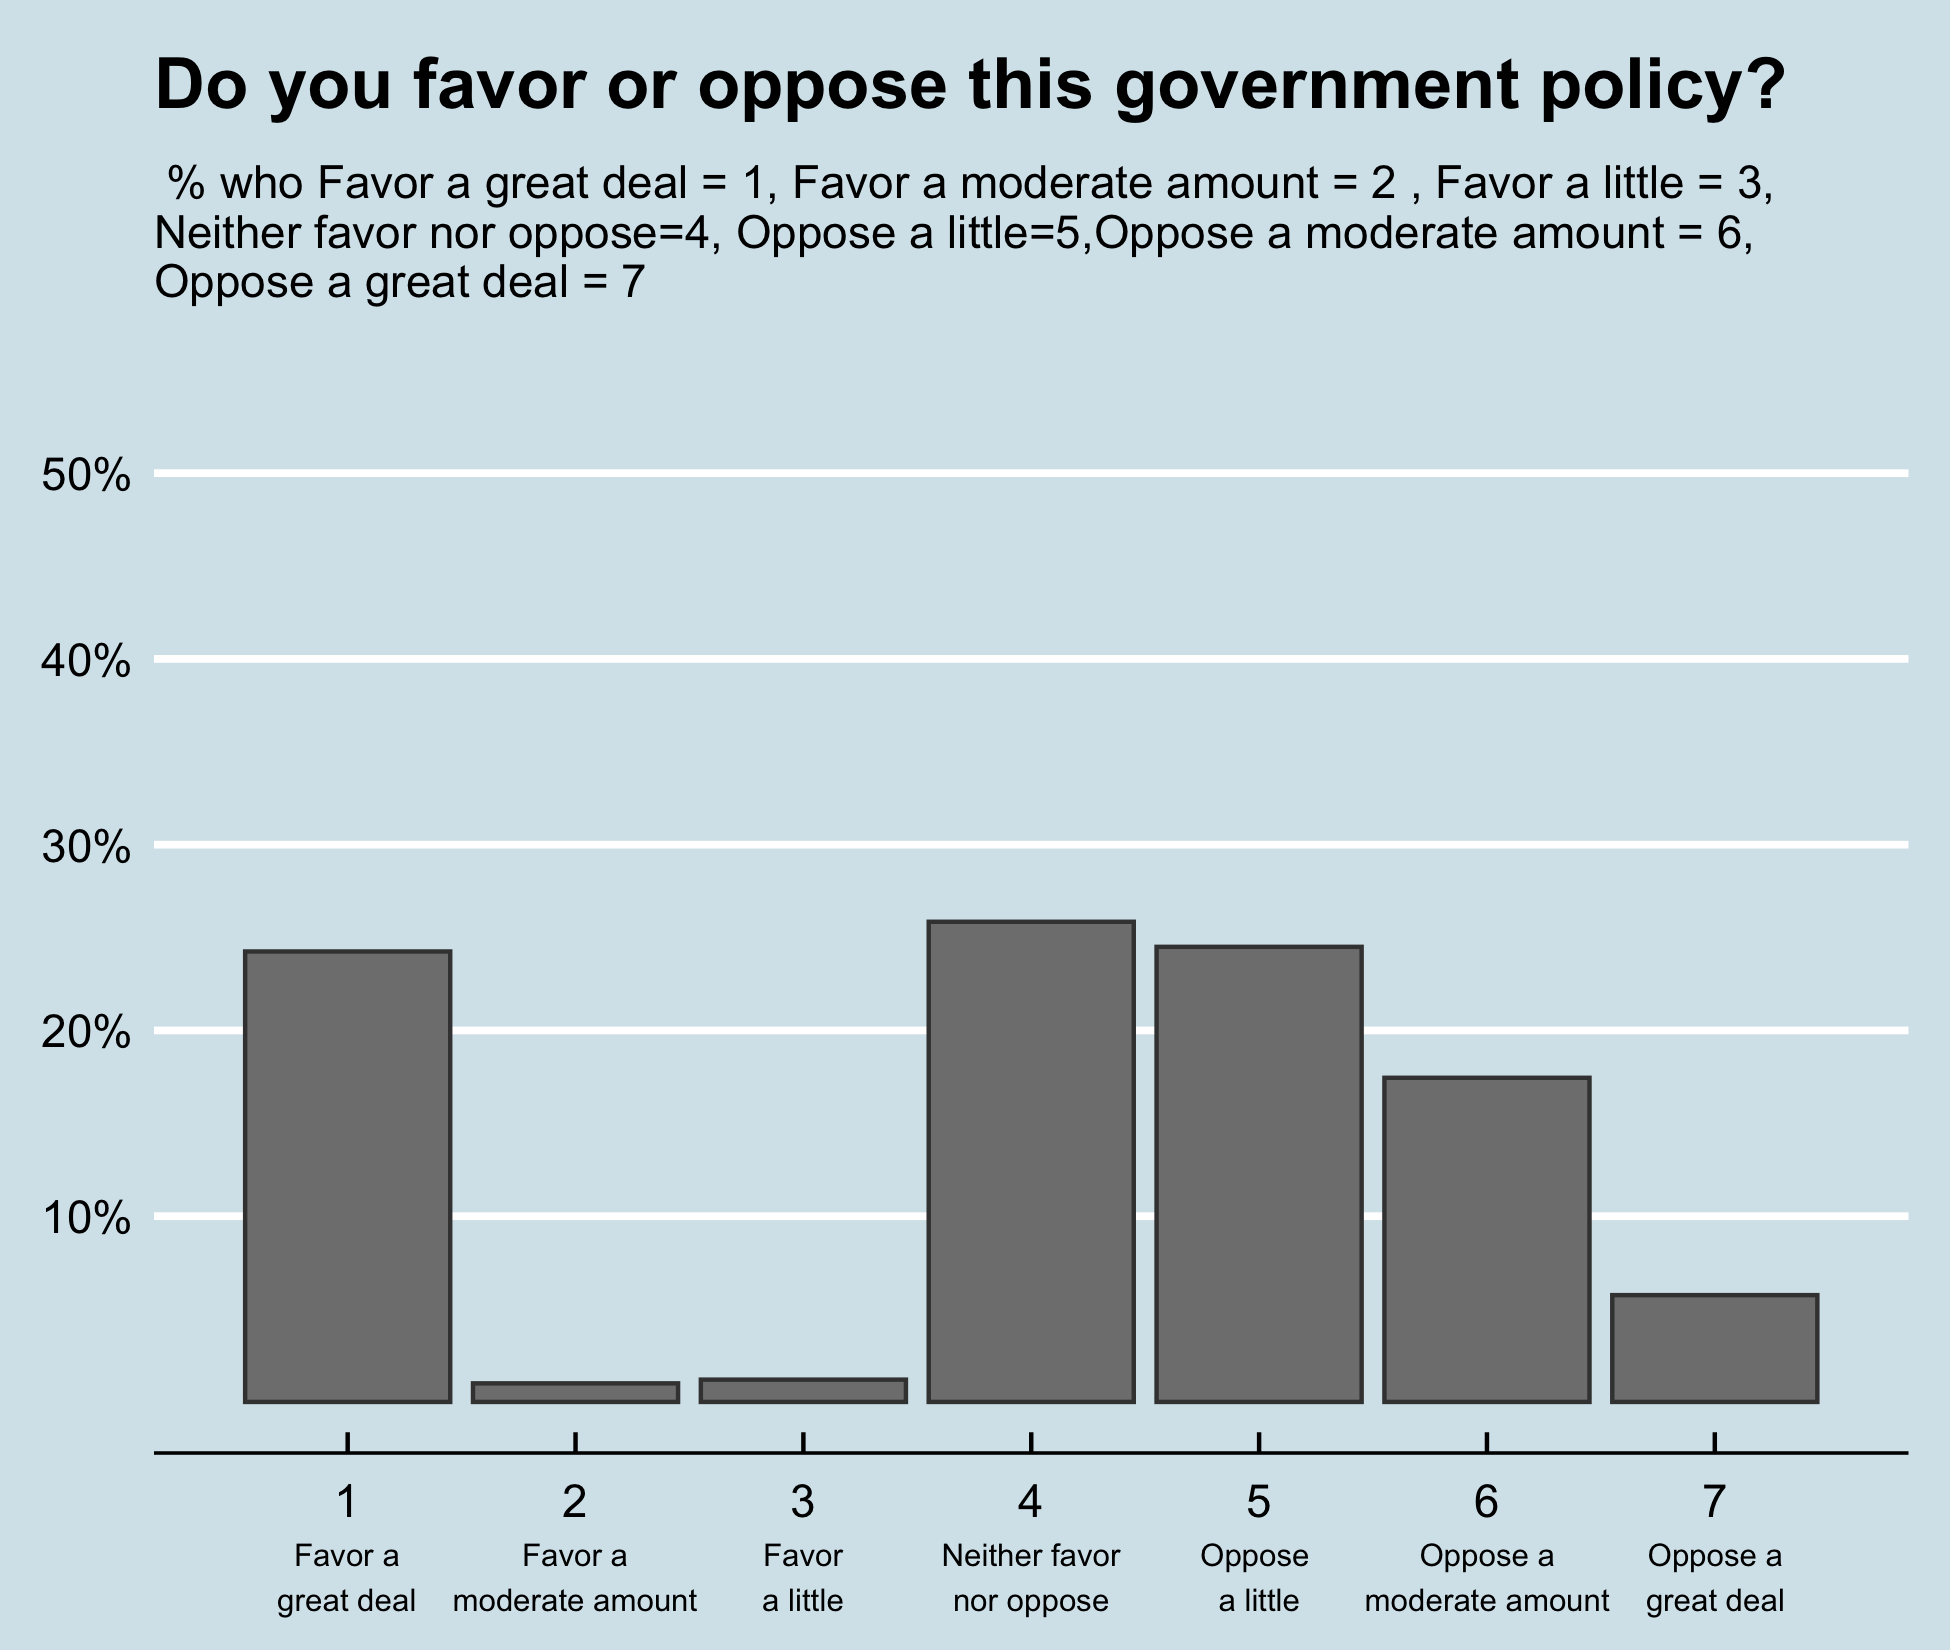 Do you favor or oppose this government policy?
% who Favor a great deal = 1, Favor a moderate amount = 2 , Favor a little = 3,
Neither favor nor oppose=4, Oppose a little=5,Oppose a moderate amount = 6,
Oppose a great deal = 7
50%
40%
30%
20%
10%
1 2 3 4 5 6 7
Favor a Favor a Favor Neither favor Oppose Oppose a Oppose a
great deal moderate amount a little nor oppose a little moderate amount great deal